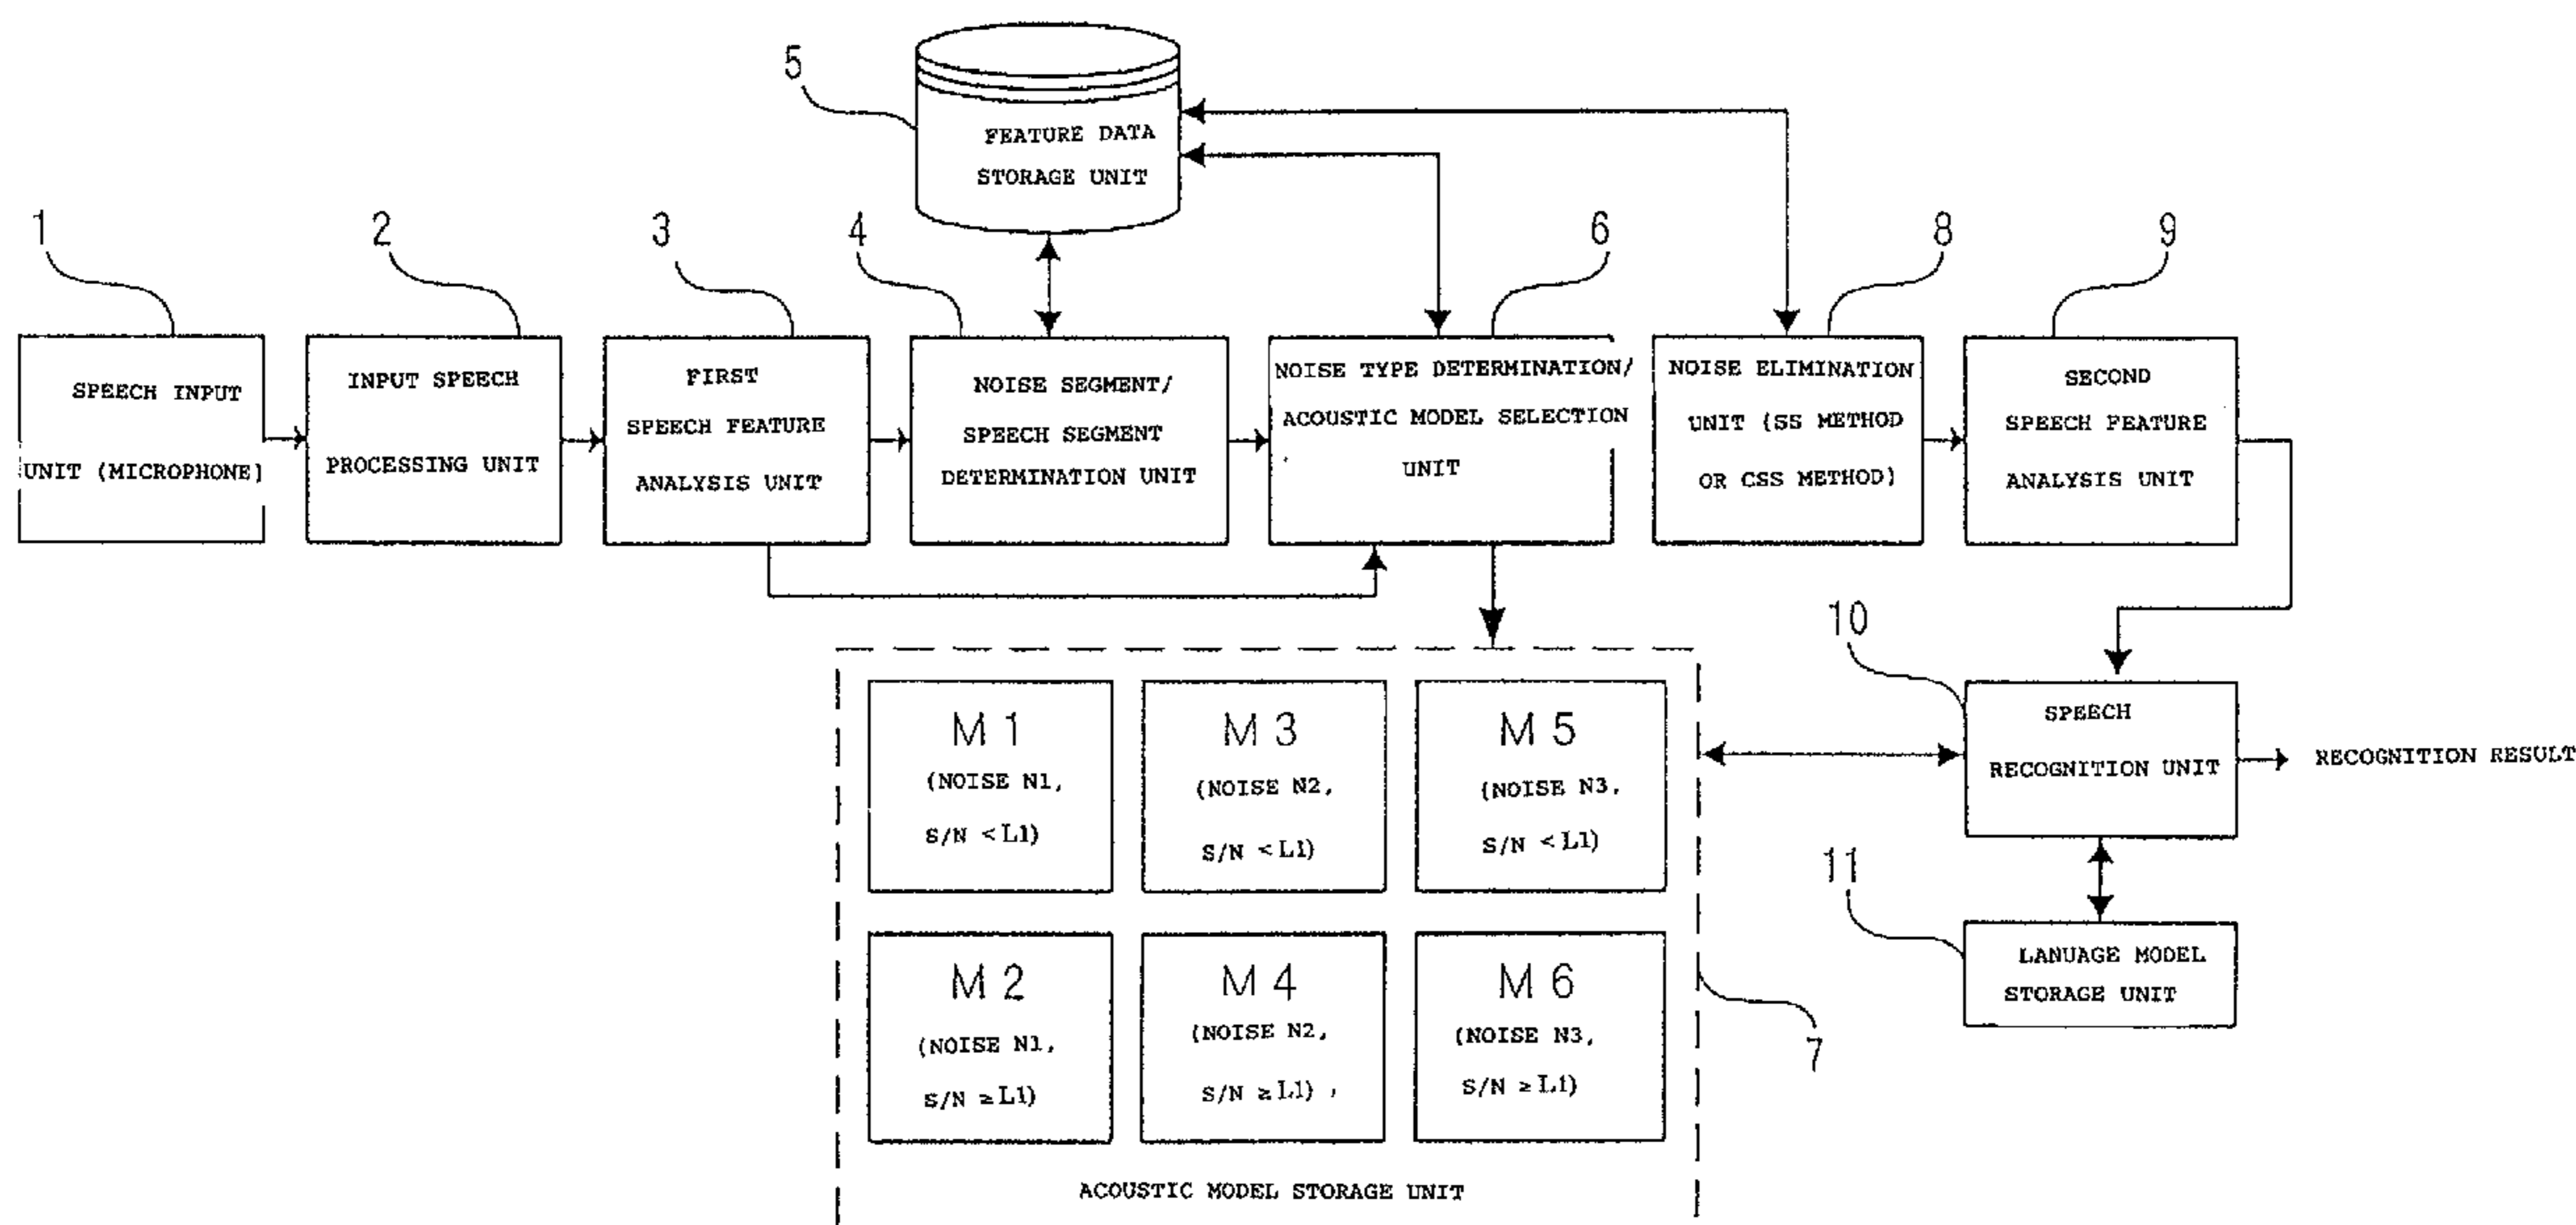 5
FEATURE DATA
STORAGE UNIT
1
2
3
4
6
8
9
SPEECH INPUT
UNIT (MICROPHONE)
INPUT SPEECH
PROCESSING UNIT
FIRST
SPEECH FEATURE
ANALYSIS UNIT
NOISE SEGMENT/
SPEECH SEGMENT
DETERMINATION UNIT
NOISE TYPE DETERMINATION/
ACOUSTIC MODEL SELECTION
UNIT
NOISE ELIMINATION
UNIT (SS METHOD
OR CSS METHOD)
SECOND
SPEECH FEATURE
ANALYSIS UNIT
M 1
(NOISE N1,
S/N < L1)
M 3
(NOISE N2,
S/N < L1)
M 5
(NOISE N3,
S/N < L1)
10
SPEECH
RECOGNITION UNIT
RECOGNITION RESULT
M 2
(NOISE N1,
S/N ≥ L1)
M 4
(NOISE N2,
S/N ≥ L1)
M 6
(NOISE N3,
S/N ≥ L1)
7
11
LANUAGE MODEL
STORAGE UNIT
ACOUSTIC MODEL STORAGE UNIT